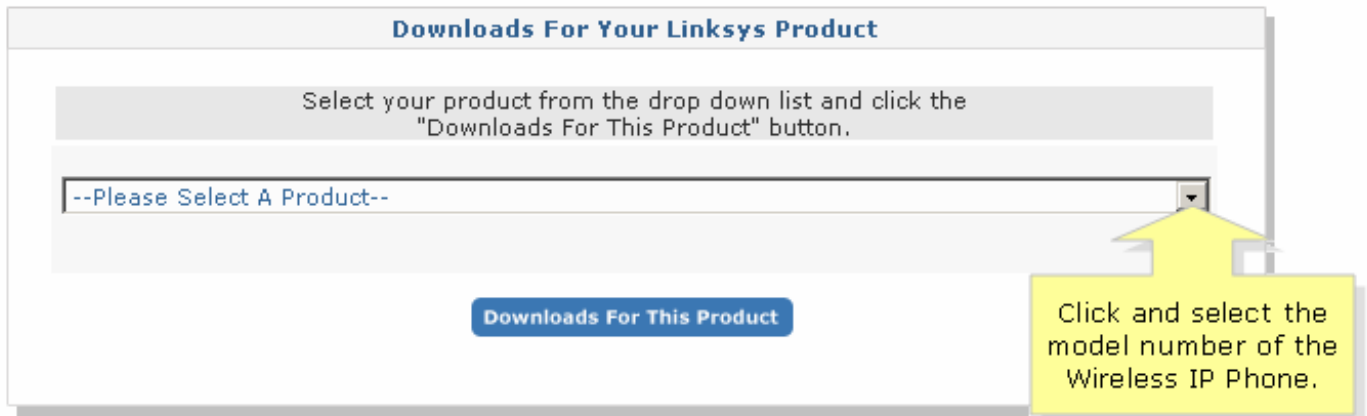 Downloads For Your Linksys Product
Select your product from the drop down list and click the
"Downloads For This Product" button.
--Please Select A Product--
Downloads For This Product
Click and select the
model number of the
Wireless IP Phone.